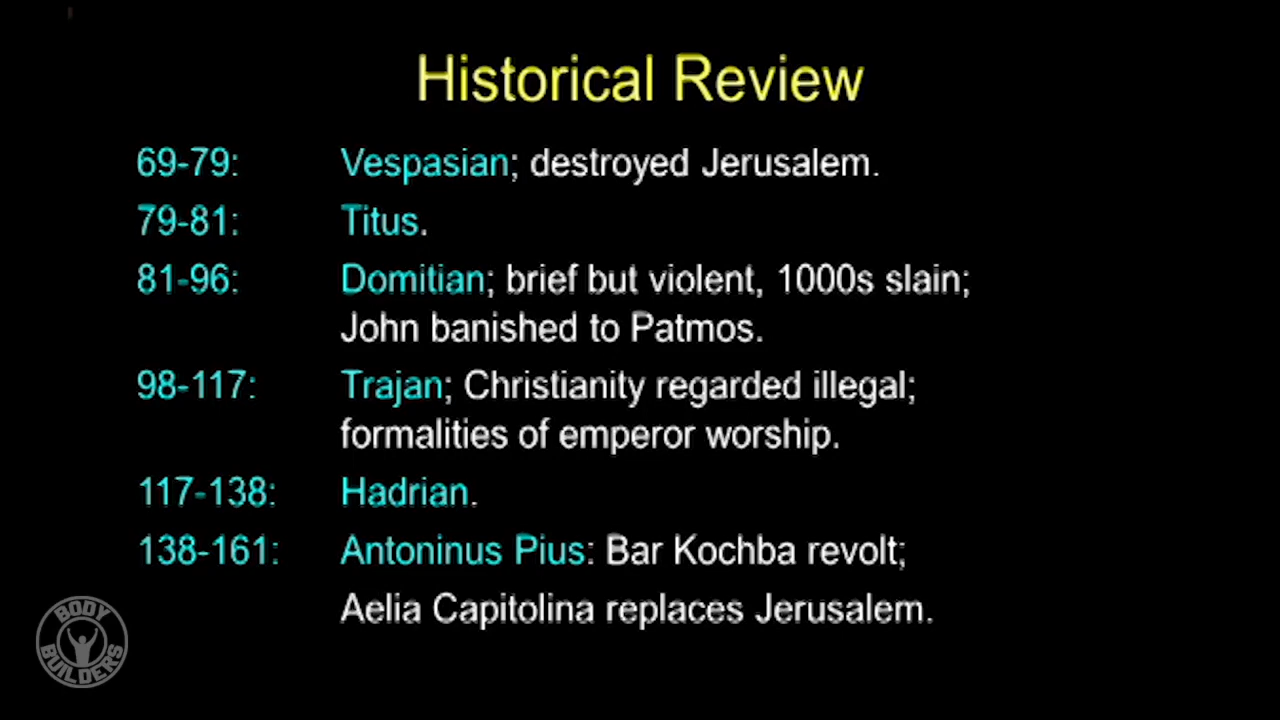 Historical Review
69-79: Vespasian; destroyed Jerusalem.
79-81: Titus.
81-96: Domitian; brief but violent, 1000s slain;
John banished to Patmos.
98-117: Trajan; Christianity regarded illegal;
formalities of emperor worship.
117-138: Hadrian.
138-161: Antoninus Pius: Bar Kochba revolt;
Aelia Capitolina replaces Jerusalem.
BODY
BUILDERS